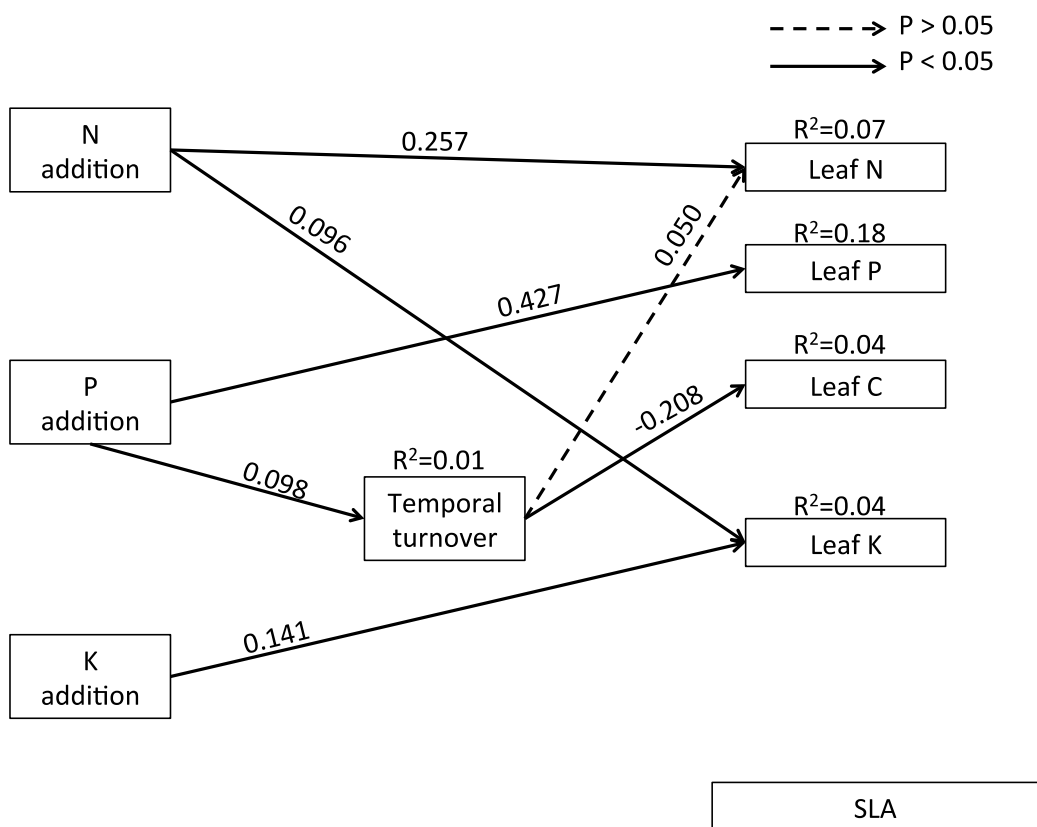 P > 0.05
P < 0.05
N
addition
0.257
R²=0.07
Leaf N
0.096
0.050
R²=0.18
Leaf P
0.427
P
addition
R²=0.04
Leaf C
-0.208
0.098
R²=0.01
Temporal
turnover
R²=0.04
Leaf K
0.141
K
addition
SLA